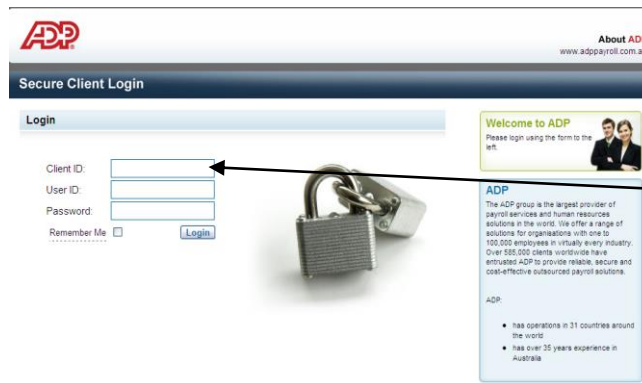 ADP
About AD
www.adppayroll.com.a
Secure Client Login
Login
Client ID:
User ID:
Password:
Remember Me
Login
Welcome to ADP
Please login using the form to the
left.
ADP
The ADP group is the largest provider of
payroll services and human resources
solutions in the world. We offer a range of
solutions for organisations with one to
100,000 employees in virtually every industry.
Over 585,000 clients worldwide have
entrusted ADP to provide reliable, secure and
cost-effective outsourced payroll solutions.
ADP:
• has operations in 31 countries around
the world
• has over 35 years experience in
Australia